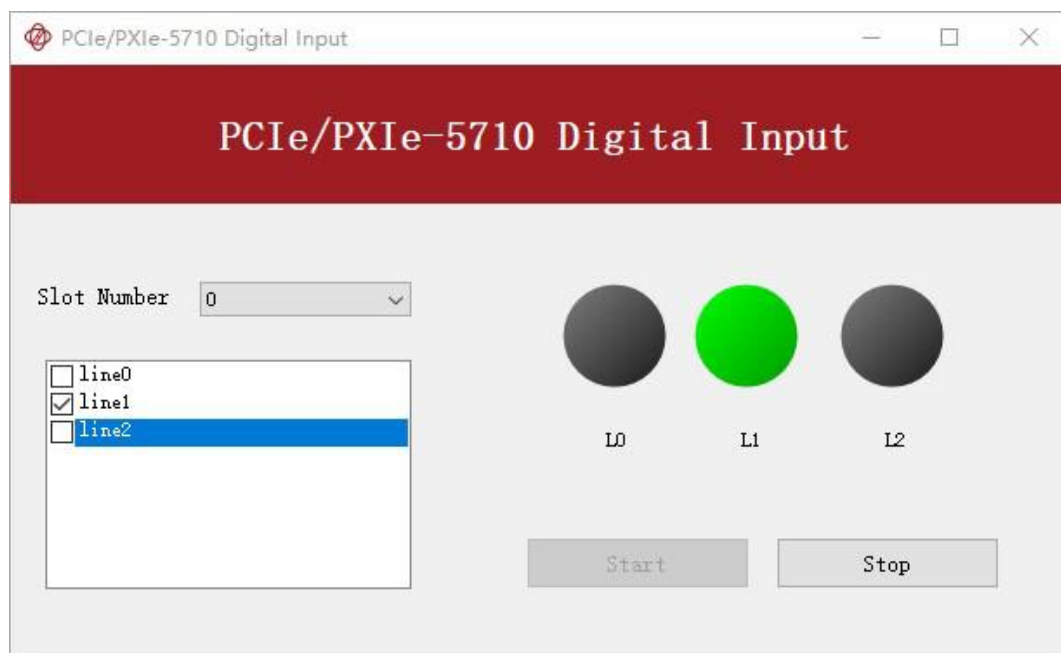 PCIe/PXIe-5710 Digital Input
PCIe/PXIe-5710 Digital Input
Slot Number 0
line0
line1
line2
L0 L1 L2
Start Stop